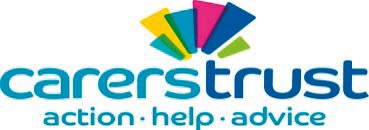 carerstrust
action · help · advice